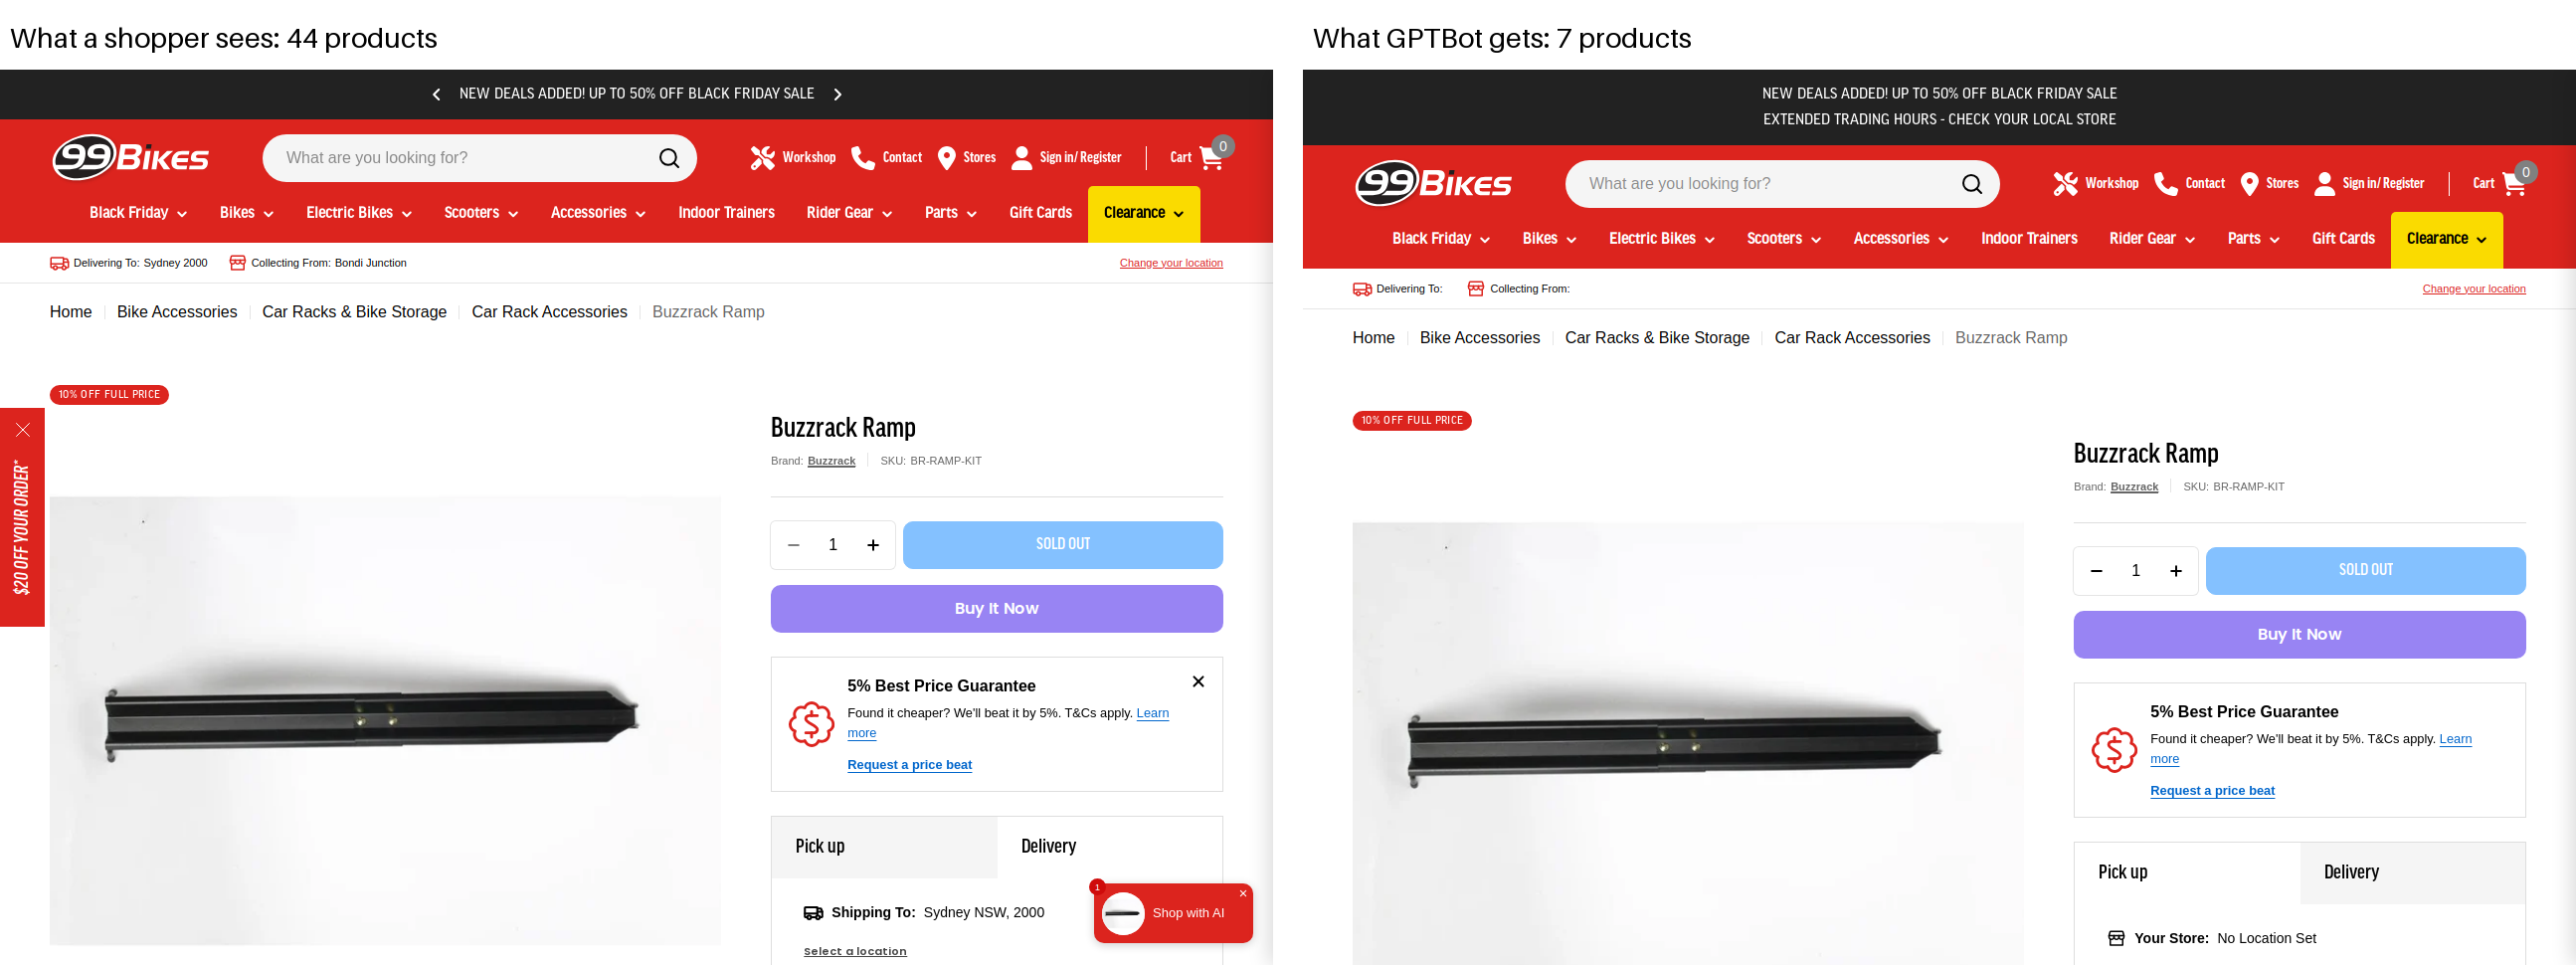 What a shopper sees: 44 products
NEW DEALS ADDED! UP TO 50% OFF BLACK FRIDAY SALE
99 BIKES
What are you looking for?
Workshop
Contact
Stores
Sign in/ Register
Cart
0
Black Friday
Bikes
Electric Bikes
Scooters
Accessories
Indoor Trainers
Rider Gear
Parts
Gift Cards
Clearance
Delivering To: Sydney 2000
Collecting From: Bondi Junction
Change your location
Home
Bike Accessories
Car Racks & Bike Storage
Car Rack Accessories
Buzzrack Ramp
10% OFF FULL PRICE
$20 OFF YOUR ORDER*
Buzzrack Ramp
Brand: Buzzrack
SKU: BR-RAMP-KIT
1
SOLD OUT
Buy It Now
5% Best Price Guarantee
Found it cheaper? We'll beat it by 5%. T&Cs apply. Learn
more
Request a price beat
Pick up
Delivery
Shipping To: Sydney NSW, 2000
Select a location
1
Shop with AI
What GPTBot gets: 7 products
NEW DEALS ADDED! UP TO 50% OFF BLACK FRIDAY SALE
EXTENDED TRADING HOURS - CHECK YOUR LOCAL STORE
99 BIKES
What are you looking for?
Workshop
Contact
Stores
Sign in/ Register
Cart
0
Black Friday
Bikes
Electric Bikes
Scooters
Accessories
Indoor Trainers
Rider Gear
Parts
Gift Cards
Clearance
Delivering To:
Collecting From:
Change your location
Home
Bike Accessories
Car Racks & Bike Storage
Car Rack Accessories
Buzzrack Ramp
10% OFF FULL PRICE
Buzzrack Ramp
Brand: Buzzrack
SKU: BR-RAMP-KIT
1
SOLD OUT
Buy It Now
5% Best Price Guarantee
Found it cheaper? We'll beat it by 5%. T&Cs apply. Learn
more
Request a price beat
Pick up
Delivery
Your Store: No Location Set